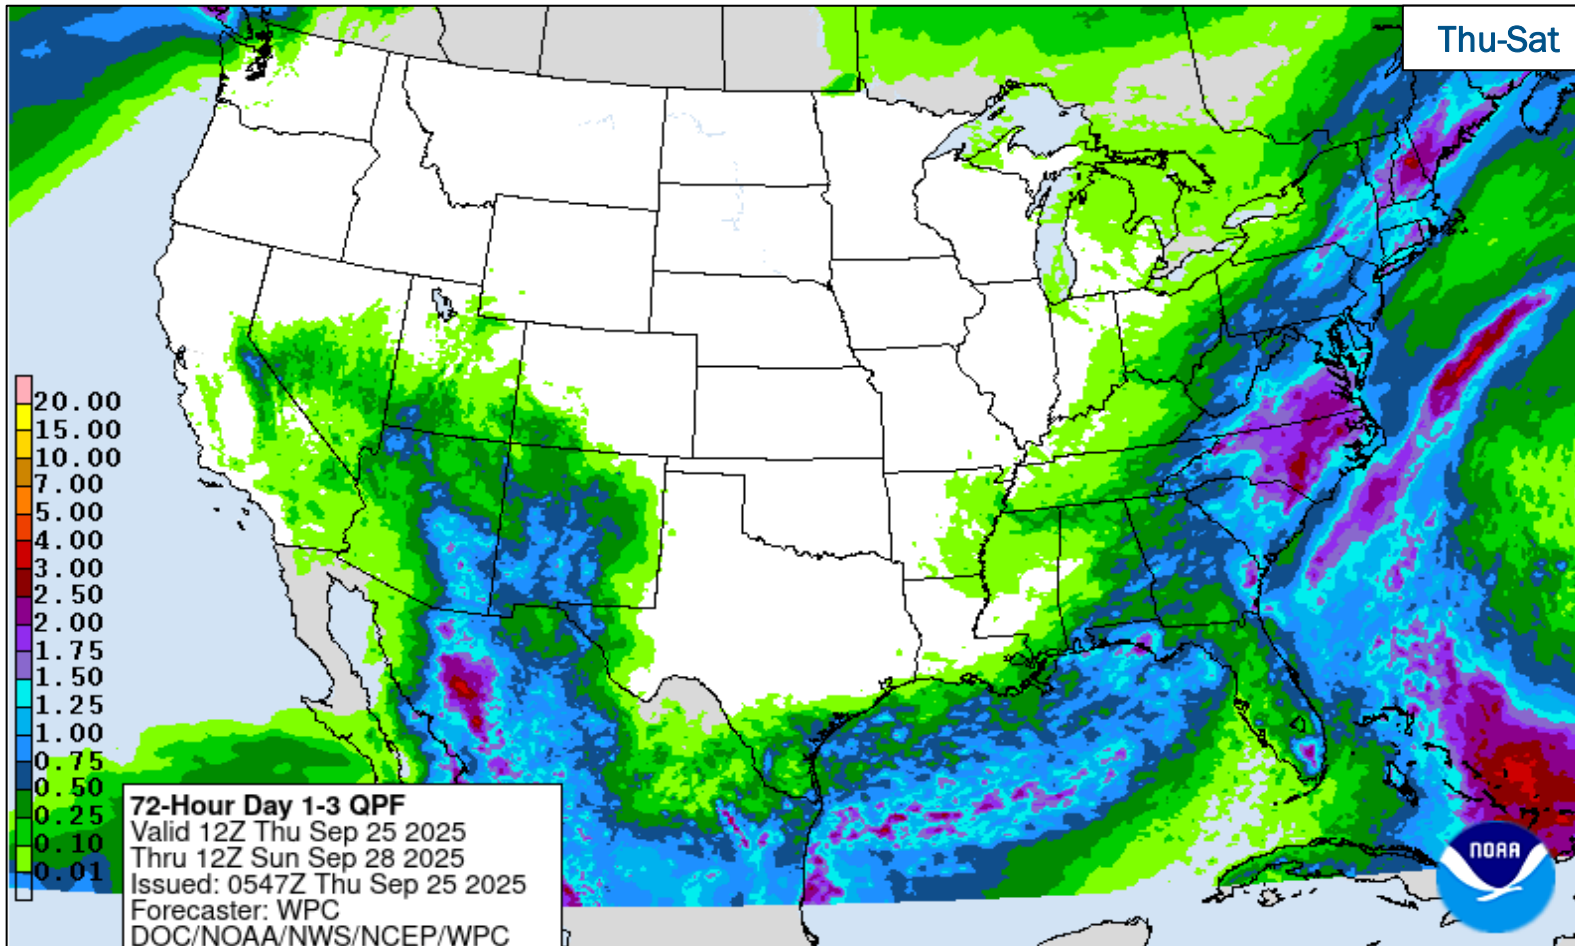 Thu-Sat
20.00
15.00
10.00
7.00
5.00
4.00
3.00
2.50
2.00
1.75
1.50
1.25
1.00
0.75
0.50
0.25
0.10
0.01
72-Hour Day 1-3 QPF
Valid 12Z Thu Sep 25 2025
Thru 12Z Sun Sep 28 2025
Issued: 0547Z Thu Sep 25 2025
Forecaster: WPC
DOC/NOAA/NWS/NCEP/WPC
NOAA